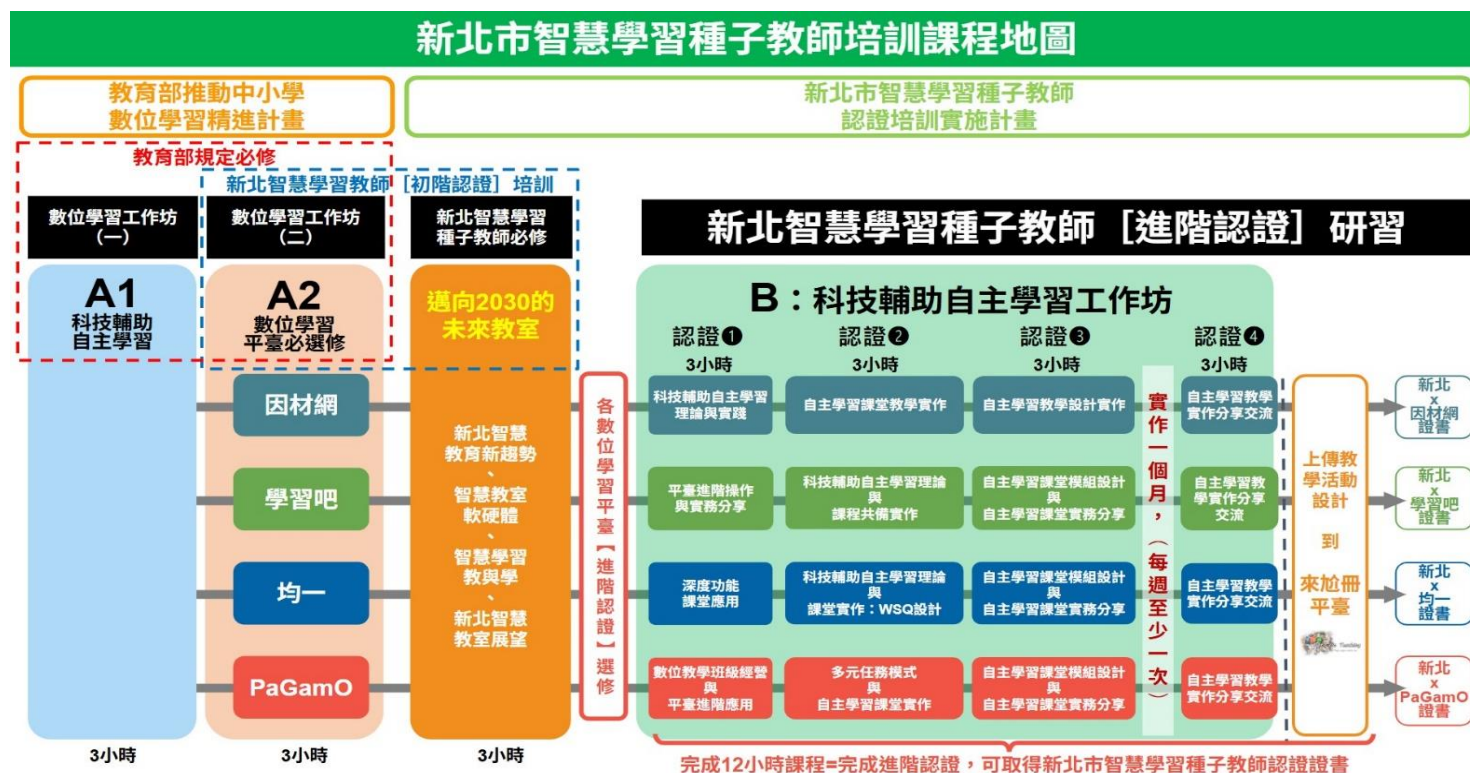 新北市智慧學習種子教師培訓課程地圖
教育部推動中小學
數位學習精進計畫
新北市智慧學習種子教師
認證培訓實施計畫
教育部規定必修
新北智慧學習教師［初階認證］培訓
數位學習工作坊
（一）
數位學習工作坊
（二）
新北智慧學習
種子教師必修
新北智慧學習種子教師［進階認證］研習
A1
科技輔助
自主學習
3小時
A2
數位學習
平臺必選修
因材網
學習吧
均一
PaGamO
3小時
邁向2030的
未來教室
新北智慧
教育新趨勢
、
智慧教室
軟硬體
、
智慧學習
教與學
、
新北智慧
教室展望
3小時
各數位學習平臺【進階認證】選修
B：科技輔助自主學習工作坊
認證❶
3小時
認證❷
3小時
認證❸
3小時
認證❹
3小時
科技輔助自主學習
理論與實踐
自主學習課堂教學實作
自主學習教學設計實作
自主學習教學
實作分享交流
平臺進階操作
與實務分享
科技輔助自主學習理論
與
課程共備實作
自主學習課堂模組設計
與
自主學習課堂實務分享
自主學習教
學實作分享
交流
深度功能
課堂應用
科技輔助自主學習理論
與
課堂實作：WSQ設計
自主學習課堂模組設計
與
自主學習課堂實務分享
自主學習教學
實作分享交流
數位教學班級經營
與
平臺進階應用
多元任務模式
與
自主學習課堂實作
自主學習課堂模組設計
與
自主學習課堂實務分享
自主學習教學
實作分享交流
實作一個月，（每週至少一次）
上傳教
學活動
設計
到
來尬冊
平臺
新北
x
因材網
證書
新北
x
學習吧
證書
新北
x
均一
證書
新北
x
PaGamO
證書
完成12小時課程=完成進階認證，可取得新北市智慧學習種子教師認證證書